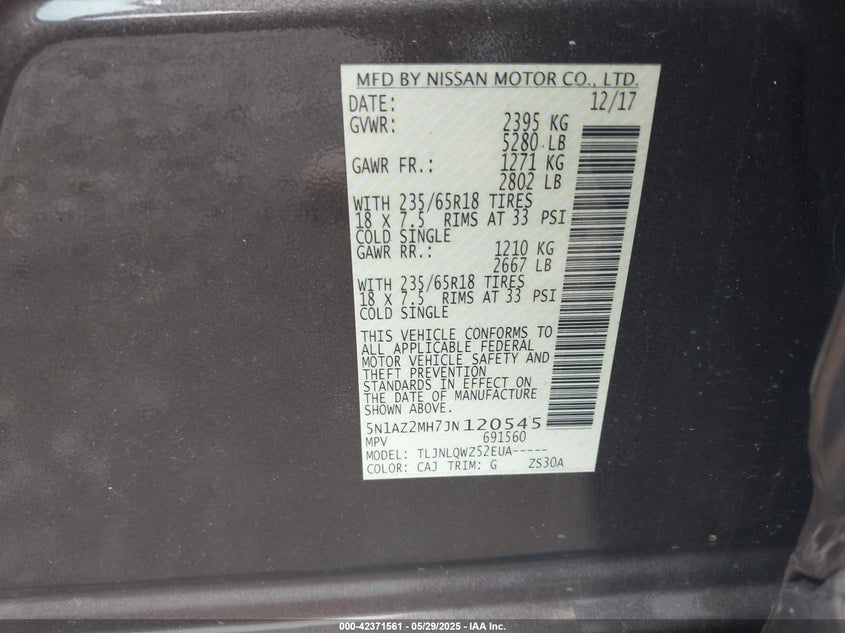 MFD BY NISSAN MOTOR CO., LTD.
DATE: 12/17
GVWR: 2395 KG
5280 LB
GAWR FR.: 1271 KG
2802 LB
WITH 235/65R18 TIRES
18 X 7.5 RIMS AT 33 PSI
COLD SINGLE
GAWR RR.: 1210 KG
2667 LB
WITH 235/65R18 TIRES
18 X 7.5 RIMS AT 33 PSI
COLD SINGLE
THIS VEHICLE CONFORMS TO
ALL APPLICABLE FEDERAL
MOTOR VEHICLE SAFETY AND
THEFT PREVENTION
STANDARDS IN EFFECT ON
THE DATE OF MANUFACTURE
SHOWN ABOVE.
5N1AZ2MH7JN120545
MPV 691560
MODEL: TLJNLQWZ52EUA-----
COLOR: CAJ TRIM: G ZS30A
000-42371561 - 05/29/2025 - IAA Inc.